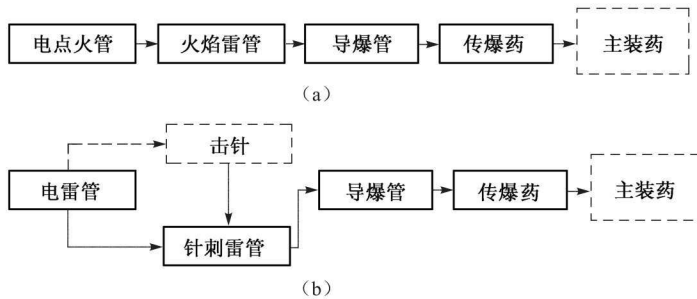 电点火管 火焰雷管 导爆管 传爆药 主装药
(a)
击针
电雷管 导爆管 传爆药 主装药
针刺雷管
(b)